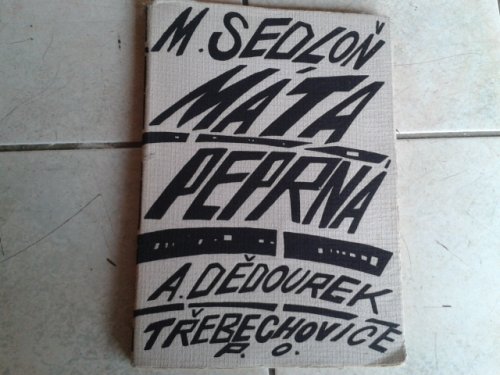 M. SEDLOŇ
MÁTA
PEPRNÁ
A. DĚDOUREK
TŘEBECHOVICE
P. O.